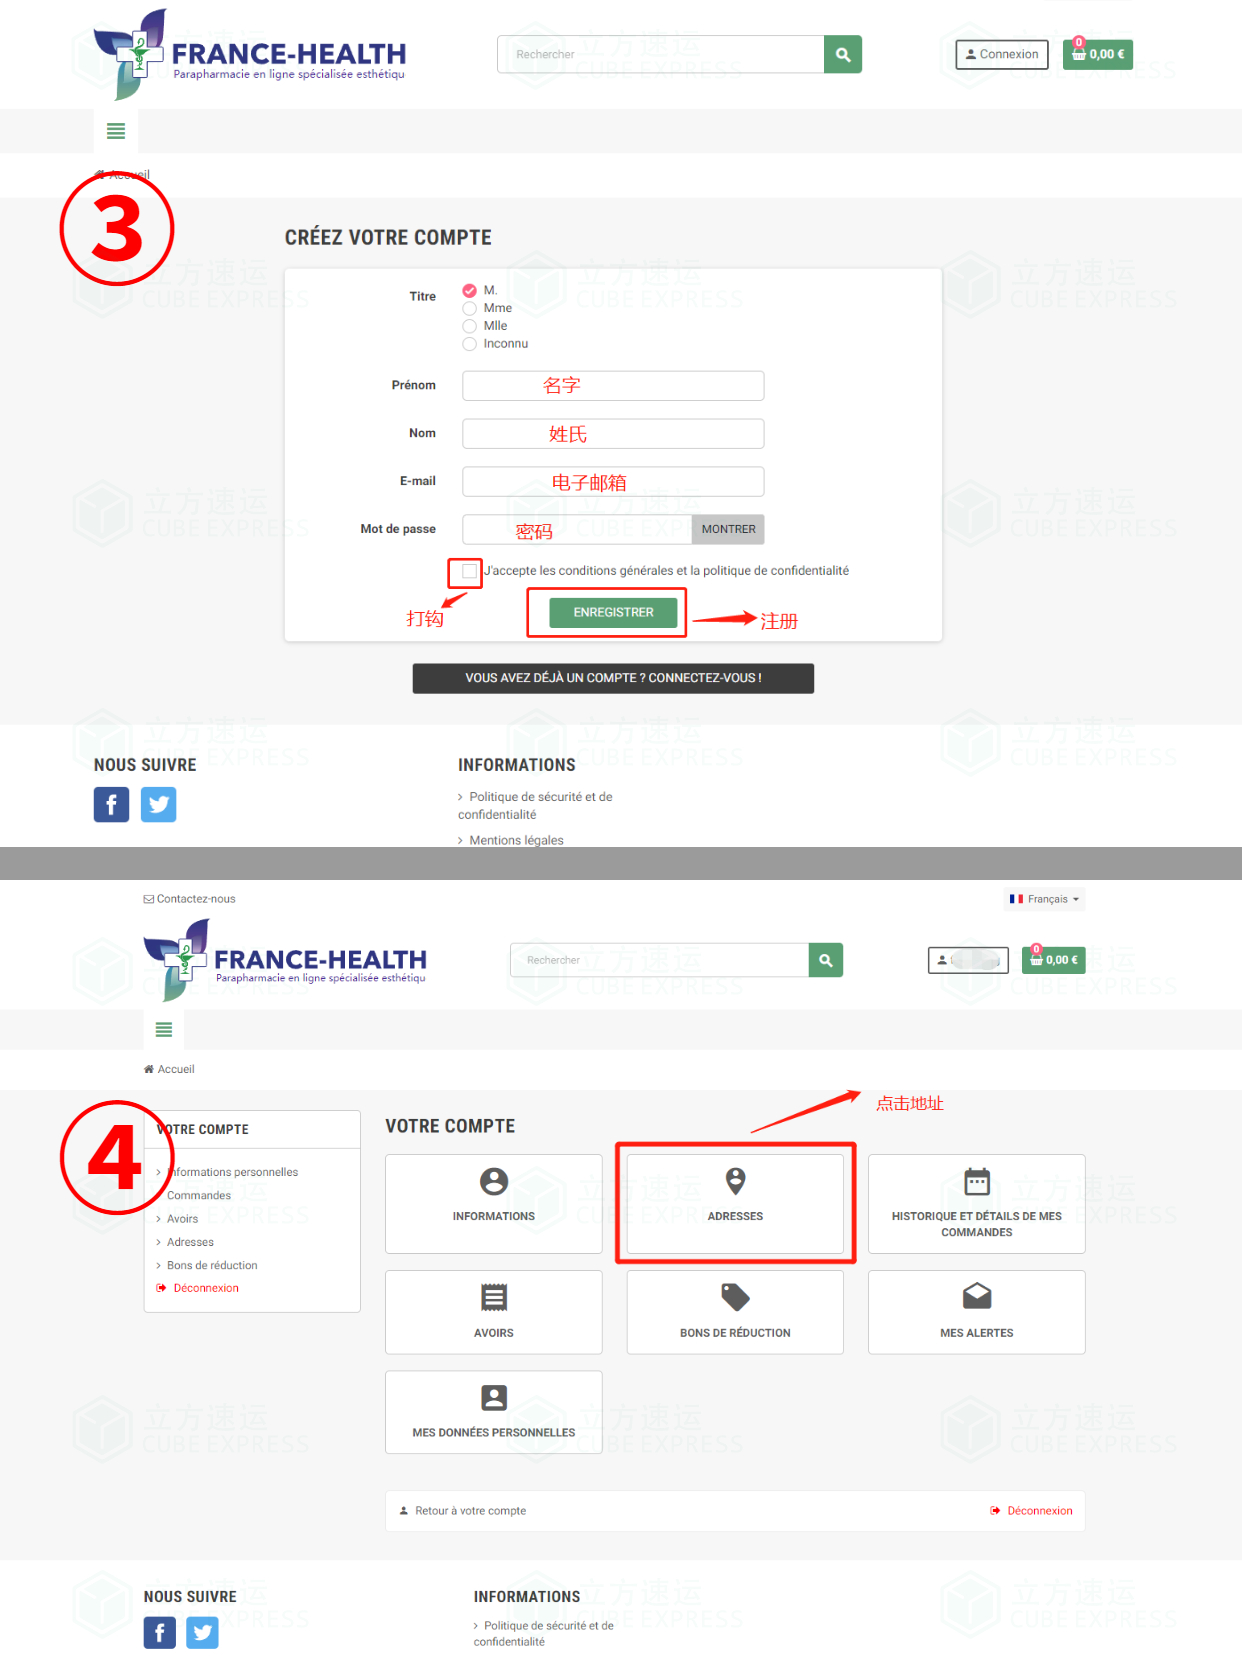 FRANCE-HEALTH
Parapharmacie en ligne spécialisée esthétiqu
Rechercher
Connexion
0
0,00 €
Accueil
3
CRÉEZ VOTRE COMPTE
Titre
M.
Mme
Mlle
Inconnu
Prénom
名字
Nom
姓氏
E-mail
电子邮箱
Mot de passe
密码
MONTRER
J'accepte les conditions générales et la politique de confidentialité
打钩
ENREGISTRER
注册
VOUS AVEZ DÉJÀ UN COMPTE ? CONNECTEZ-VOUS !
NOUS SUIVRE
INFORMATIONS
> Politique de sécurité et de
confidentialité
> Mentions légales
Contactez-nous
Français
FRANCE-HEALTH
Parapharmacie en ligne spécialisée esthétiqu
Rechercher
0
0,00 €
Accueil
4
点击地址
VOTRE COMPTE
> Informations personnelles
Commandes
> Avoirs
> Adresses
> Bons de réduction
Déconnexion
VOTRE COMPTE
INFORMATIONS
ADRESSES
HISTORIQUE ET DÉTAILS DE MES
COMMANDES
AVOIRS
BONS DE RÉDUCTION
MES ALERTES
MES DONNÉES PERSONNELLES
Retour à votre compte
Déconnexion
NOUS SUIVRE
INFORMATIONS
> Politique de sécurité et de
confidentialité
立方速运
CUBE EXPRESS